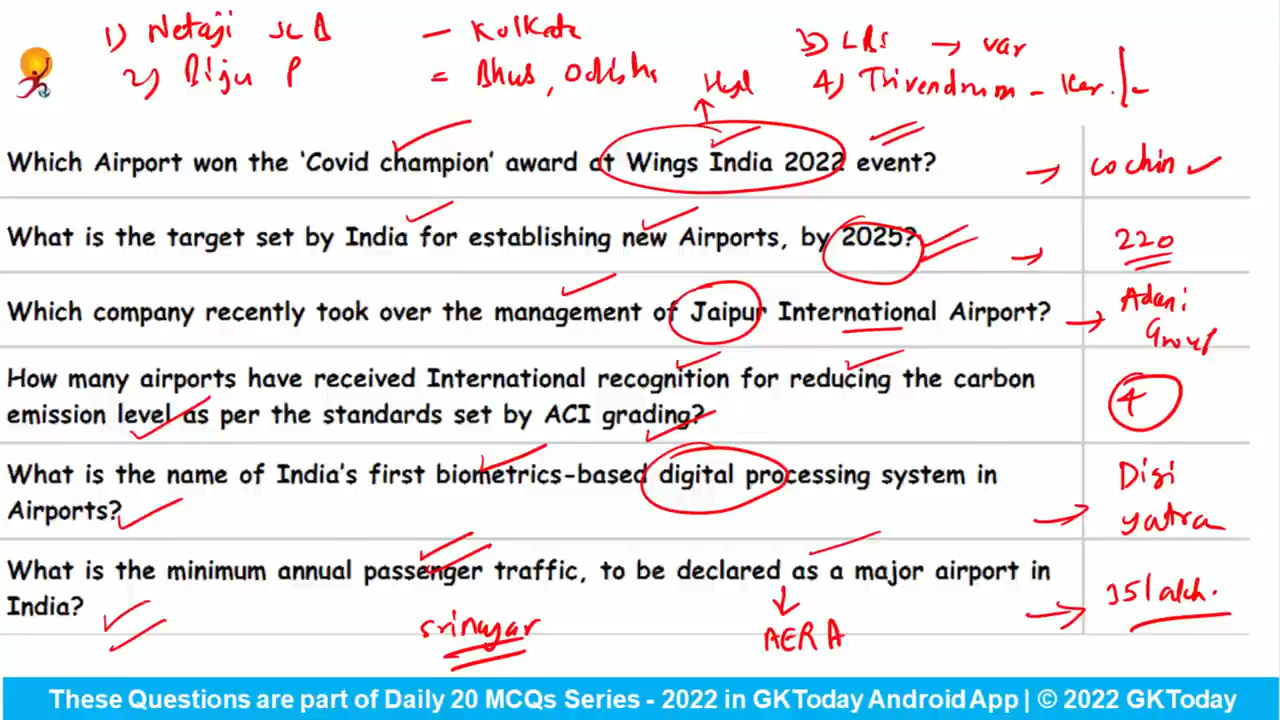 1) Netaji SCB - Kolkata
2) Biju P = Bhub, Odisha
3) LBS → Var
4) Trivendrum - Ker.
Hyd
Which Airport won the 'Covid champion' award at Wings India 2022 event? → Cochin
What is the target set by India for establishing new Airports, by 2025? → 220
Which company recently took over the management of Jaipur International Airport? → Adani
Group
How many airports have received International recognition for reducing the carbon
emission level as per the standards set by ACI grading? 4
What is the name of India's first biometrics-based digital processing system in
Airports? → Digi
yatra
What is the minimum annual passenger traffic, to be declared as a major airport in
India? → 35 lakh.
Srinagar
AERA
These Questions are part of Daily 20 MCQs Series - 2022 in GKToday Android App | © 2022 GKToday